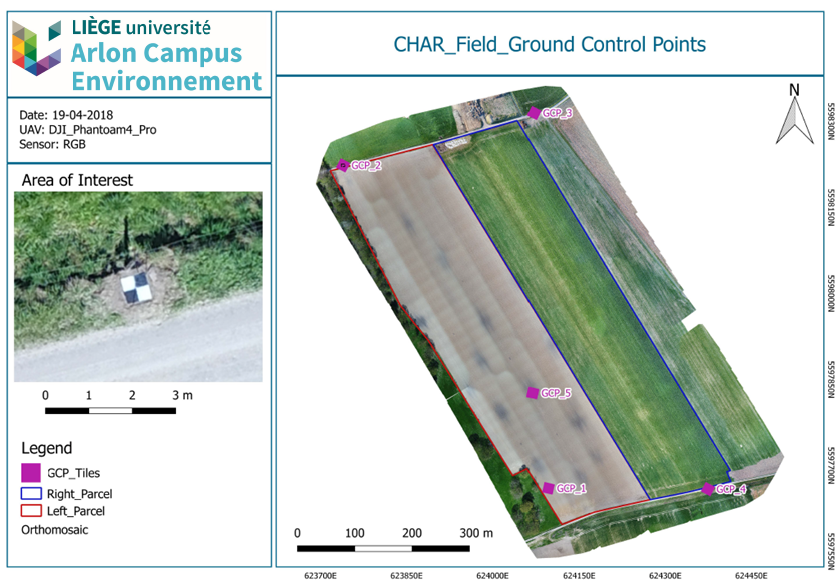 LIÈGE université
Arlon Campus
Environnement
CHAR_Field_Ground Control Points
Date: 19-04-2018
UAV: DJI_Phantoam4_Pro
Sensor: RGB
Area of Interest
0 1 2 3 m
Legend
GCP_Tiles
Right_Parcel
Left_Parcel
Orthomosaic
N
GCP_3
GCP_2
GCP_5
GCP_1
GCP_4
0 100 200 300 m
5598300N
5598150N
5598000N
5597850N
5597700N
5597550N
623700E 623850E 624000E 624150E 624300E 624450E